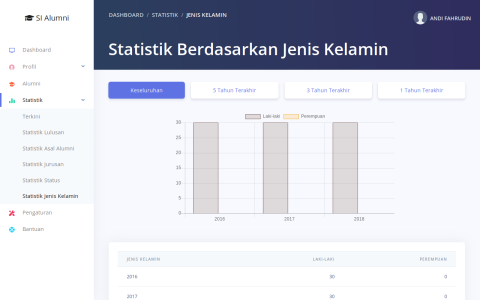 SI Alumni
Dashboard
Profil
Alumni
Statistik
Terkini
Statistik Lulusan
Statistik Asal Alumni
Statistik Jurusan
Statistik Status
Statistik Jenis Kelamin
Pengaturan
Bantuan
DASHBOARD / STATISTIK / JENIS KELAMIN
ANDI FAHRUDIN
Statistik Berdasarkan Jenis Kelamin
Keseluruhan
5 Tahun Terakhir
3 Tahun Terakhir
1 Tahun Terakhir
Laki-laki Perempuan
30
25
20
15
10
5
0
2016 2017 2018
JENIS KELAMIN LAKI-LAKI PEREMPUAN
2016 30 0
2017 30 0